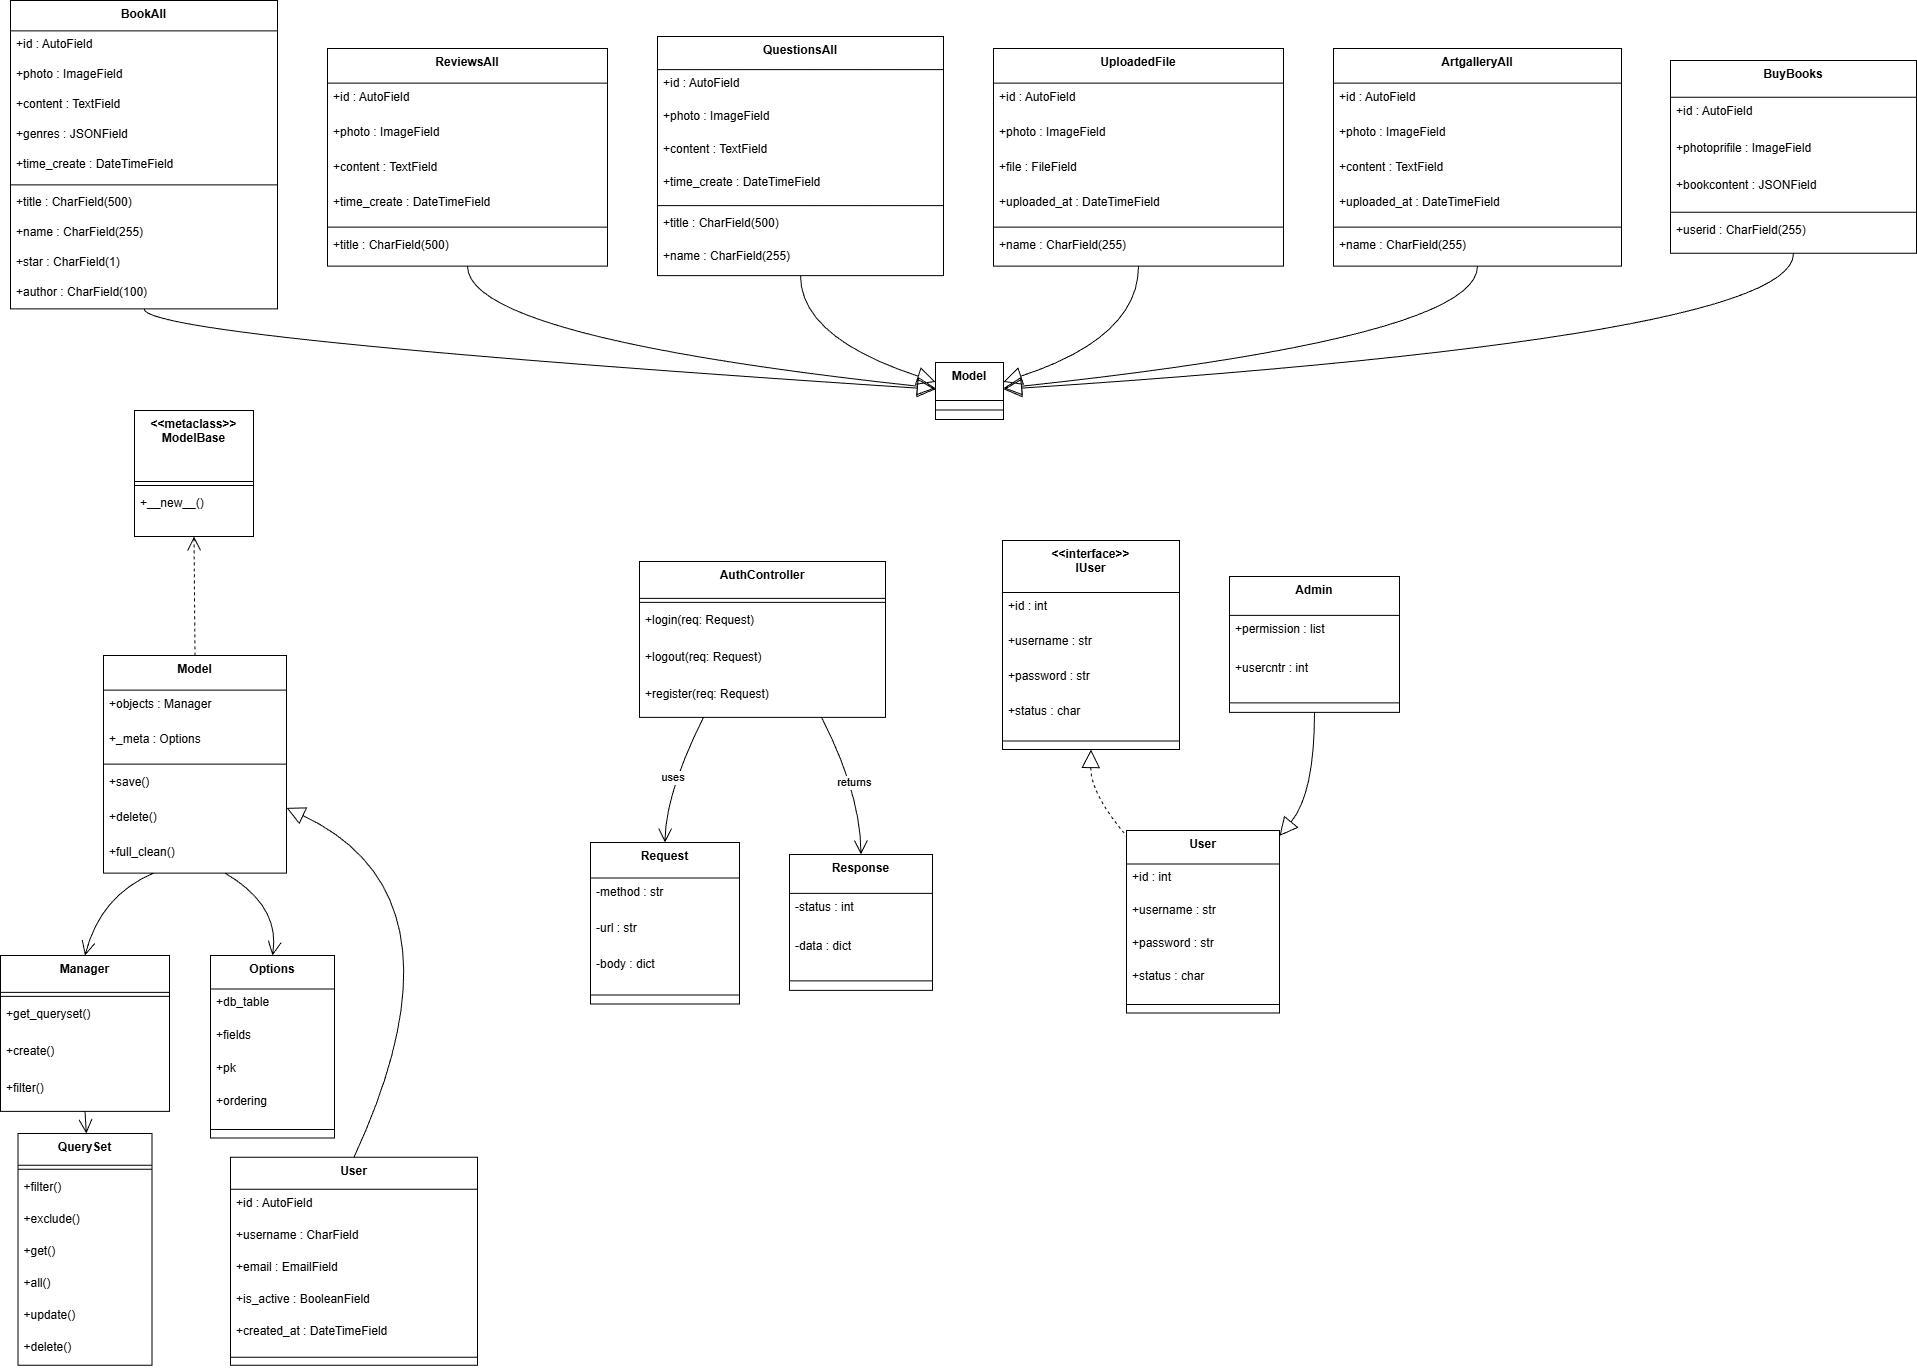 BookAll
+id : AutoField
+photo : ImageField
+content : TextField
+genres : JSONField
+time_create : DateTimeField
+title : CharField(500)
+name : CharField(255)
+star : CharField(1)
+author : CharField(100)
ReviewsAll
+id : AutoField
+photo : ImageField
+content : TextField
+time_create : DateTimeField
+title : CharField(500)
QuestionsAll
+id : AutoField
+photo : ImageField
+content : TextField
+time_create : DateTimeField
+title : CharField(500)
+name : CharField(255)
UploadedFile
+id : AutoField
+photo : ImageField
+file : FileField
+uploaded_at : DateTimeField
+name : CharField(255)
ArtgalleryAll
+id : AutoField
+photo : ImageField
+content : TextField
+uploaded_at : DateTimeField
+name : CharField(255)
BuyBooks
+id : AutoField
+photoprifile : ImageField
+bookcontent : JSONField
+userid : CharField(255)
Model
<<metaclass>>
ModelBase
+__new__()
Model
+objects : Manager
+_meta : Options
+save()
+delete()
+full_clean()
Manager
+get_queryset()
+create()
+filter()
Options
+db_table
+fields
+pk
+ordering
QuerySet
+filter()
+exclude()
+get()
+all()
+update()
+delete()
User
+id : AutoField
+username : CharField
+email : EmailField
+is_active : BooleanField
+created_at : DateTimeField
AuthController
+login(req: Request)
+logout(req: Request)
+register(req: Request)
uses
returns
Request
-method : str
-url : str
-body : dict
Response
-status : int
-data : dict
<<interface>>
IUser
+id : int
+username : str
+password : str
+status : char
Admin
+permission : list
+usercntr : int
User
+id : int
+username : str
+password : str
+status : char